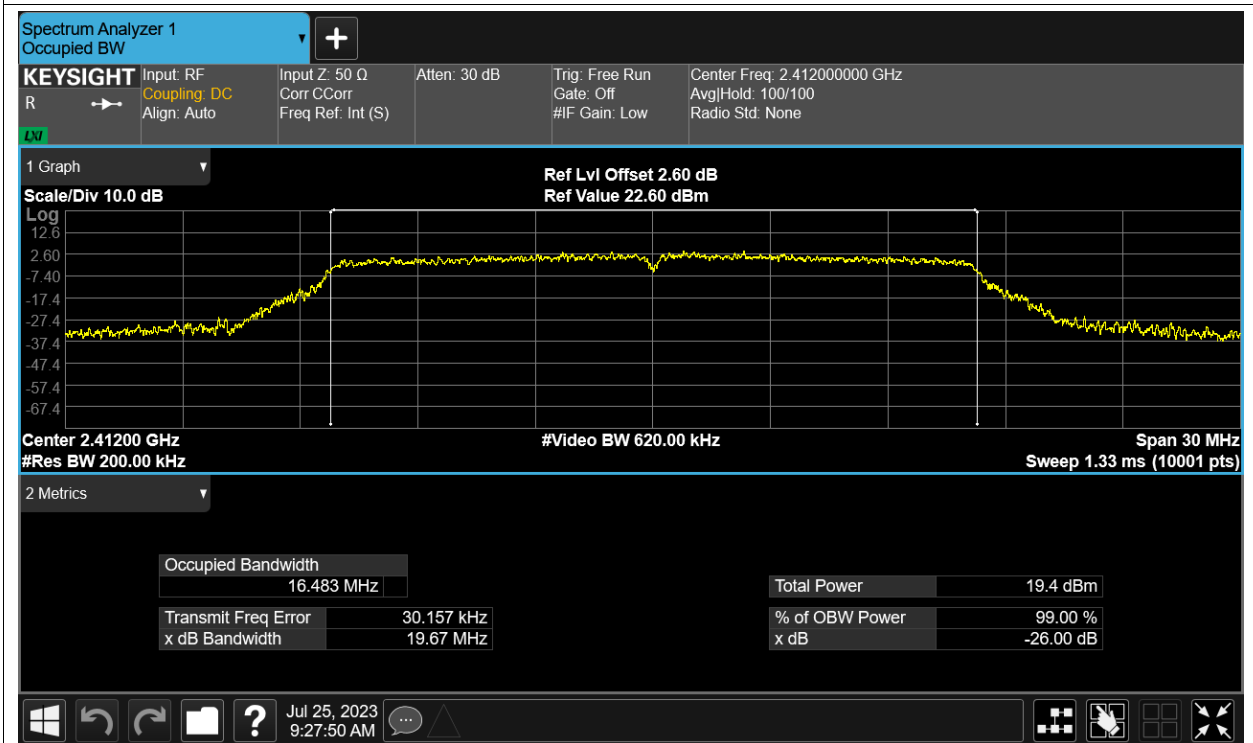 Spectrum Analyzer 1
Occupied BW
KEYSIGHT
R
LXI
Input: RF
Coupling: DC
Align: Auto
Input Z: 50 Ω
Corr CCorr
Freq Ref: Int (S)
Atten: 30 dB
Trig: Free Run
Gate: Off
#IF Gain: Low
Center Freq: 2.412000000 GHz
Avg|Hold: 100/100
Radio Std: None
1 Graph
Scale/Div 10.0 dB
Ref Lvl Offset 2.60 dB
Ref Value 22.60 dBm
Log
12.6
2.60
-7.40
-17.4
-27.4
-37.4
-47.4
-57.4
-67.4
Center 2.41200 GHz
#Res BW 200.00 kHz
#Video BW 620.00 kHz
Span 30 MHz
Sweep 1.33 ms (10001 pts)
2 Metrics
Occupied Bandwidth
16.483 MHz
Transmit Freq Error 30.157 kHz
x dB Bandwidth 19.67 MHz
Total Power 19.4 dBm
% of OBW Power 99.00 %
x dB -26.00 dB
?
Jul 25, 2023
9:27:50 AM